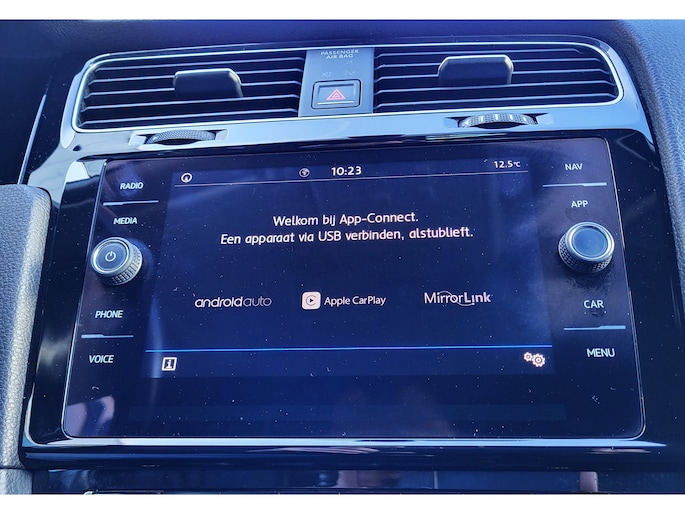 PASSENGER
AIR BAG
10:23
12.5°C
RADIO
NAV
MEDIA
APP
Welkom bij App-Connect.
Een apparaat via USB verbinden, alstublieft.
androidauto
Apple CarPlay
MirrorLink
PHONE
CAR
VOICE
MENU
i